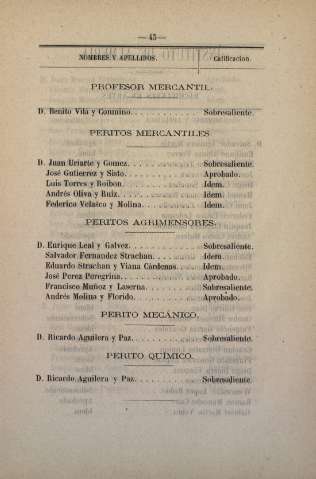 —45—
NOMBRES Y APELLIDOS. Calificacion.
PROFESOR MERCANTIL.
D. Benito Vila y Conmino. Sobresaliente.
PERITOS MERCANTILES
D. Juan Uriarte y Gomez. Sobresaliente.
José Gutierrez y Sixto. Aprobado.
Luis Torres y Roibon. Idem.
Andrés Oliva y Ruiz. Idem.
Federico Velasco y Molina. Idem.
PERITOS AGRIMENSORES.
D. Enrique Leal y Galvez. Sobresaliente.
Salvador Fernandez Strachan. Idem
Eduardo Strachan y Viana Cárdenas. Idem.
José Perez Peregrina. Aprobado.
Francisco Muñoz y Laserna. Sobresaliente.
Andrés Molina y Florido. Aprobado.
PERITO MECÁNICO.
D. Ricardo Aguilera y Paz. Sobresaliente.
PERITO QUÍMICO.
D. Ricardo Aguilera y Paz. Sobresaliente.